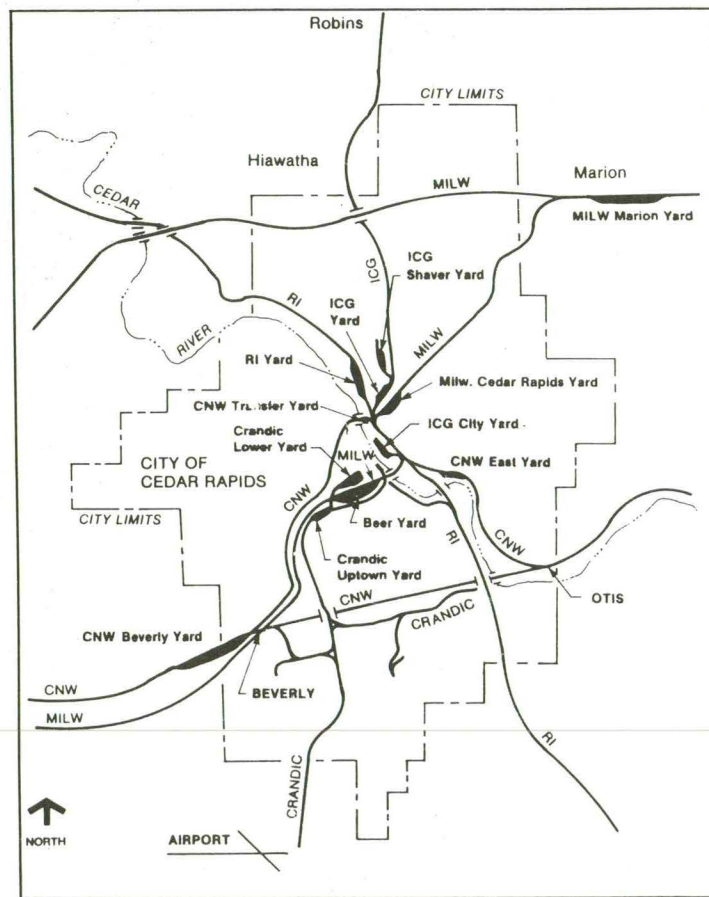 Robins
CITY LIMITS
Hiawatha
Marion
CEDAR
MILW
MILW Marion Yard
ICG
ICG
Shaver Yard
RI
ICG
Yard
MILW
RIVER
RI Yard
Milw. Cedar Rapids Yard
CNW Transfer Yard
ICG City Yard
Crandic
Lower Yard
MILW
CITY OF
CEDAR RAPIDS
CNW East Yard
CNW
CITY LIMITS
Beer Yard
CNW
Crandic
Uptown Yard
RI
CNW
OTIS
CRANDIC
CNW Beverly Yard
BEVERLY
CNW
MILW
RI
CRANDIC
NORTH
AIRPORT